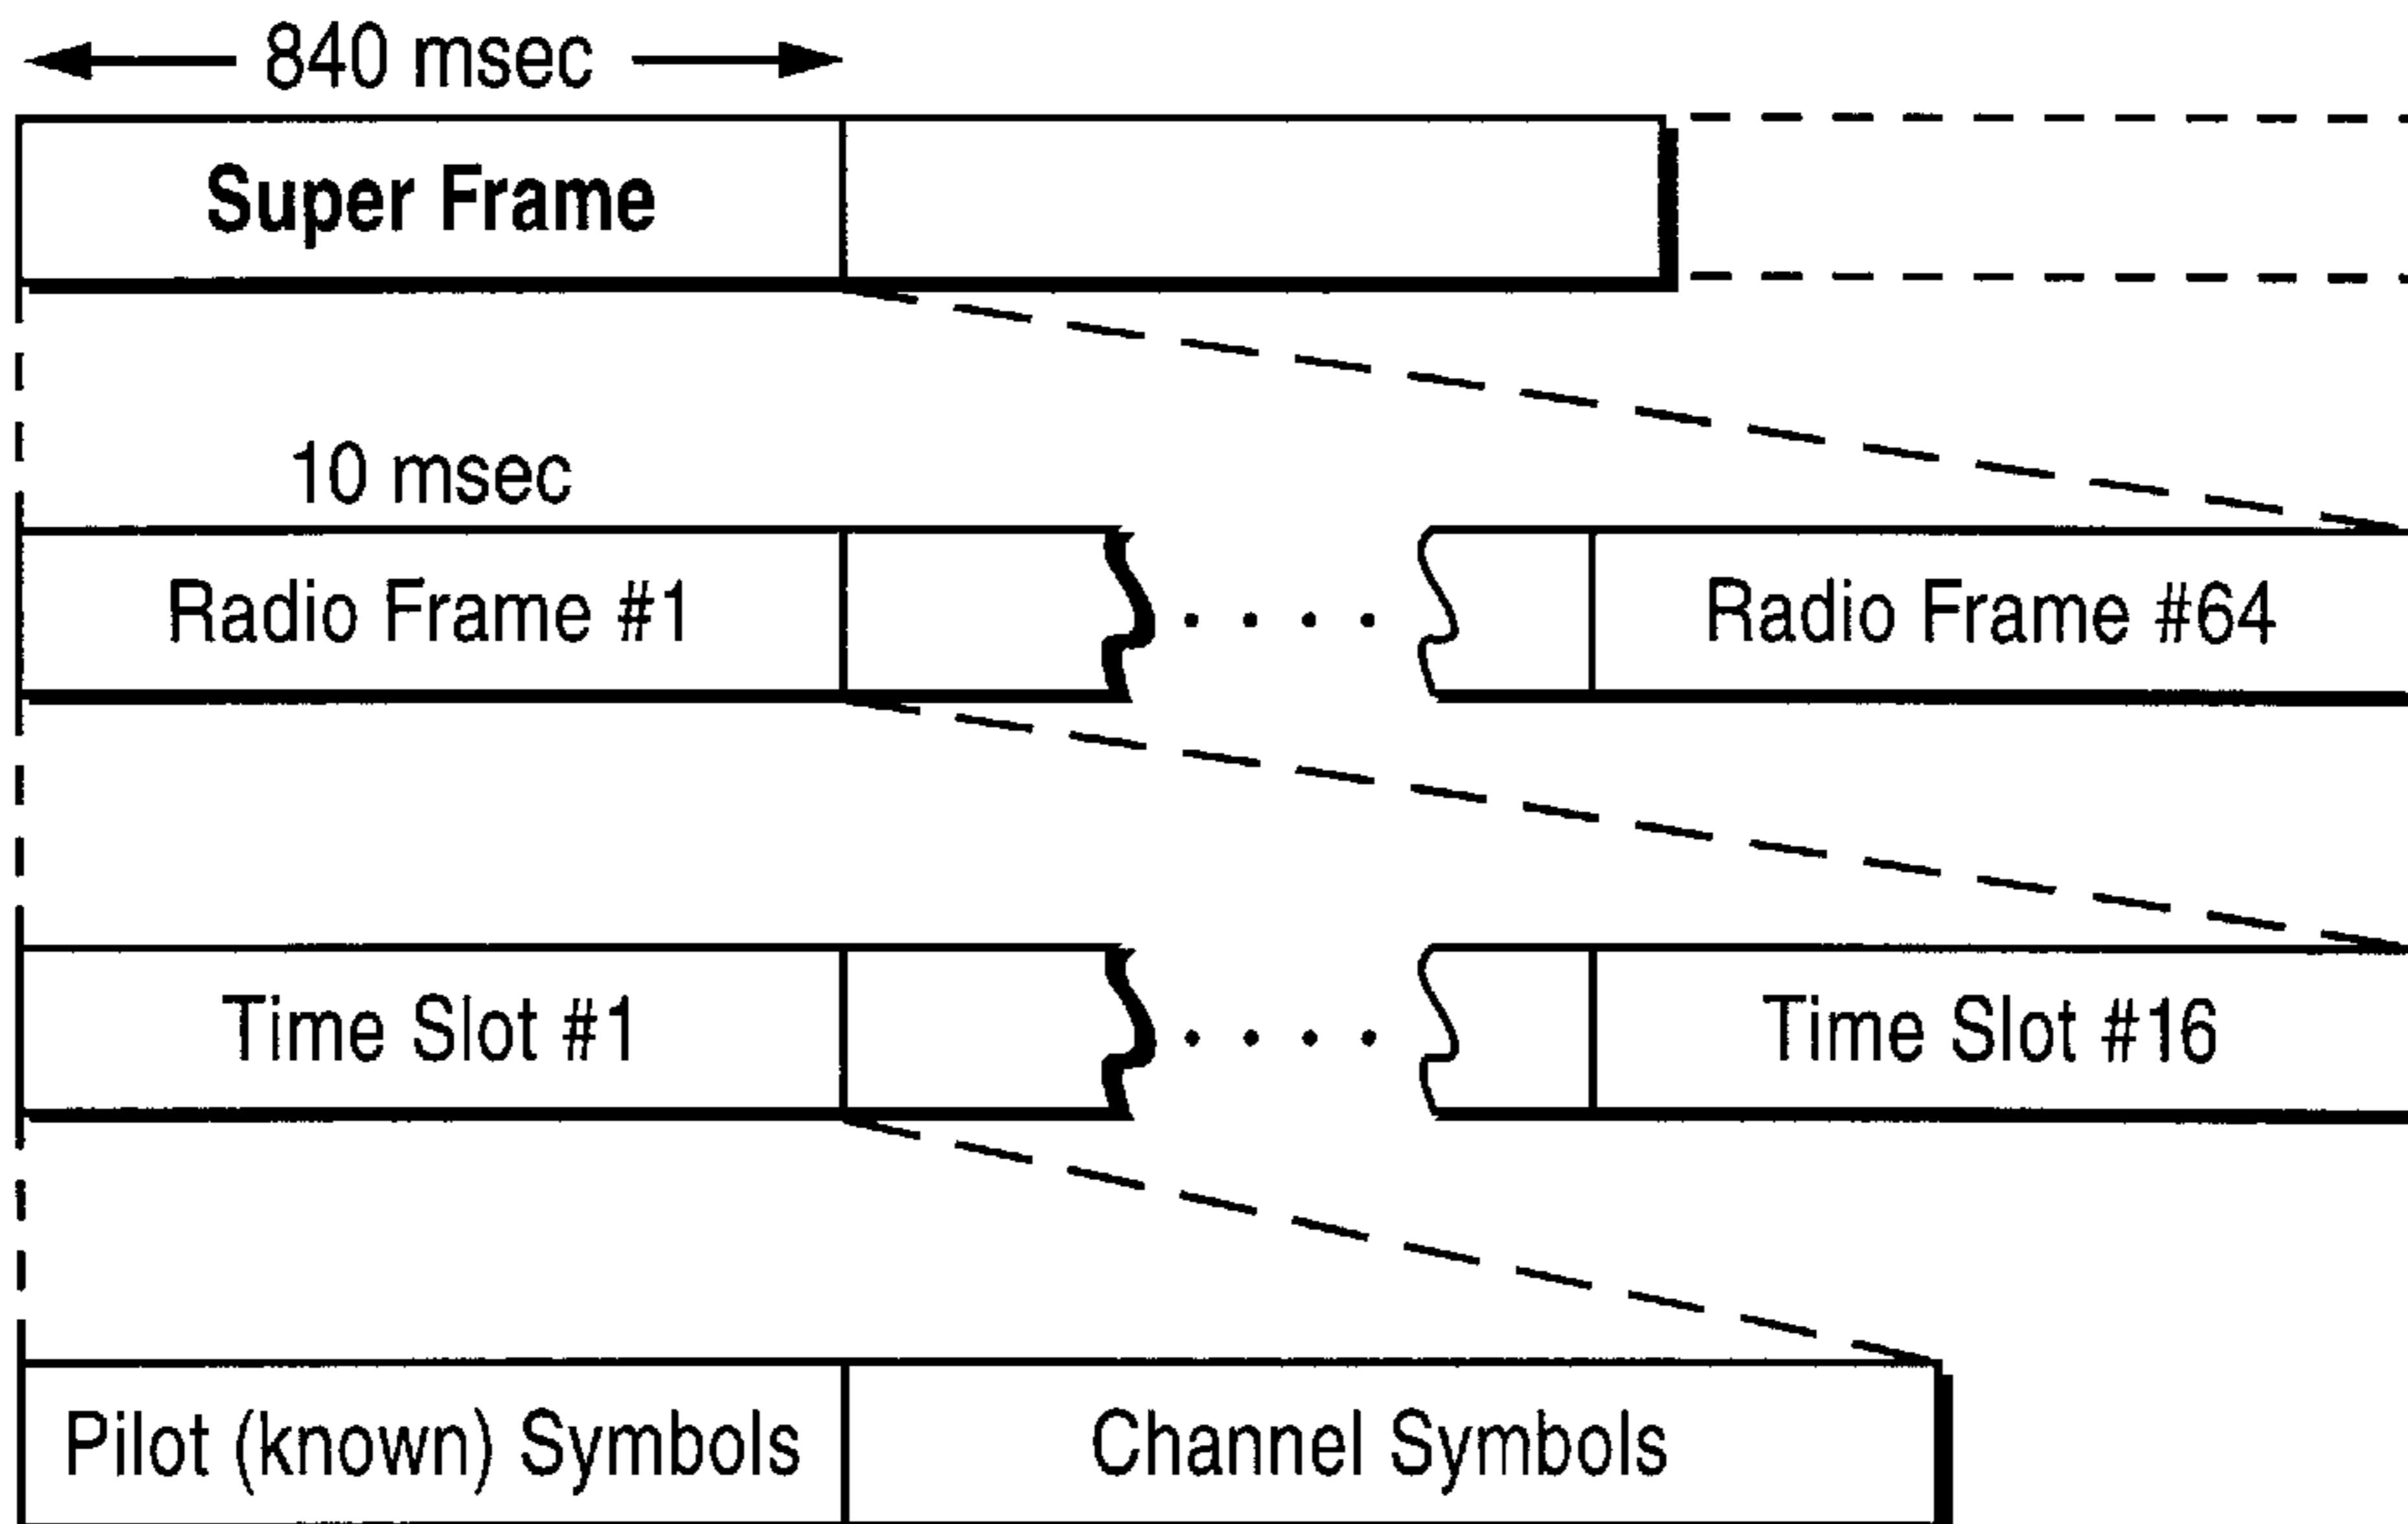 840 msec
Super Frame
10 msec
Radio Frame #1
Radio Frame #64
Time Slot #1
Time Slot #16
Pilot (known) Symbols
Channel Symbols